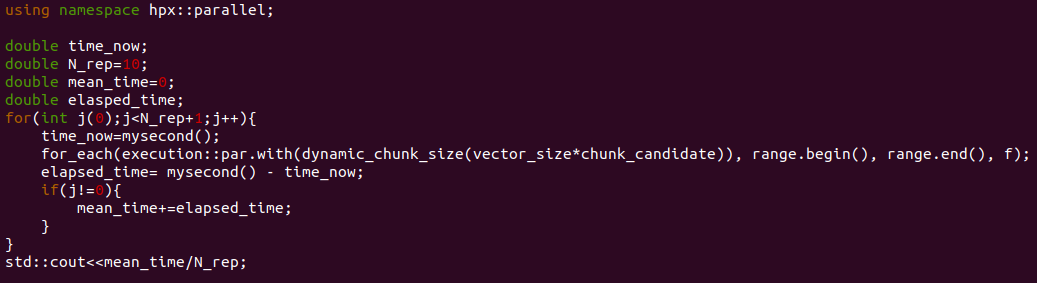 using namespace hpx::parallel;

double time_now;
double N_rep=10;
double mean_time=0;
double elasped_time;
for(int j(0);j<N_rep+1;j++){
    time_now=mysecond();
    for_each(execution::par.with(dynamic_chunk_size(vector_size*chunk_candidate)), range.begin(), range.end(), f);
    elapsed_time= mysecond() - time_now;
    if(j!=0){
        mean_time+=elapsed_time;
    }
}
std::cout<<mean_time/N_rep;